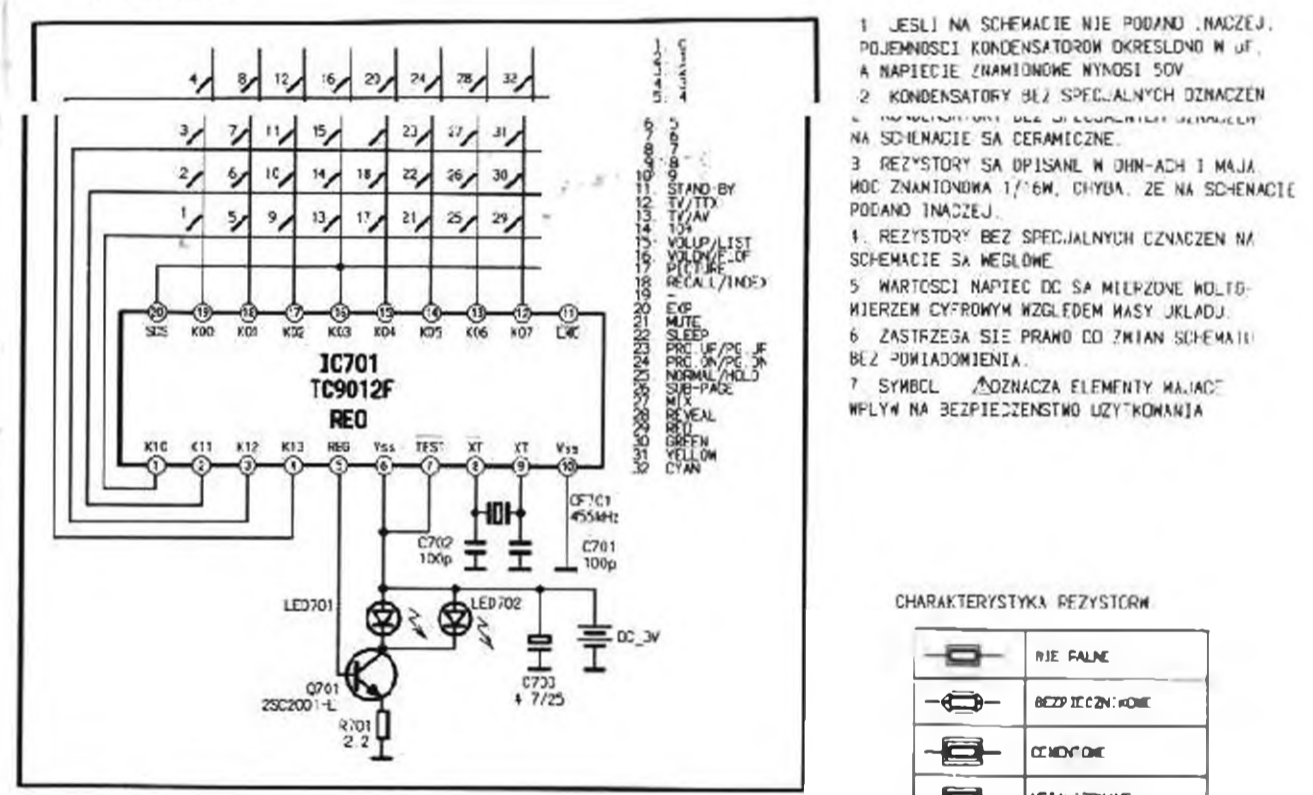 4 8 12 16 20 24 28 32
3 7 11 15 23 27 31
2 6 10 14 18 22 26 30
1 5 9 13 17 21 25 29
20 19 18 17 16 15 14 13 12 11
K00 K01 K02 K03 K04 K05 K06 K07
IC701
TC9012F
REO
K10 K11 K12 K13 REG Vss TEST XT XT Vss
1 2 3 4 5 6 7 8 9 10
6 5
7 6
8 7
9 8
10 9
11. STAND-BY
12. TV/TTX
13. TV/AV
14
15. VOLUP/LIST
16.
17 PICTURE
18 RECALL/INDEX
19 -
20
21 MUTE
22 SLEEP
23
24
25 NORMAL/HOLD
26 SUB-PAGE
27 MIX
28 REVEAL
29 RED
30 GREEN
31 YELLOW
32 CYAN
455kHz
C702
100p
C701
100p
LED701
LED702
DC_3V
C703
4 7/25
Q701
2SC2001-L
R701
2.2
1 JESLI NA SCHEMACIE NIE PODANO .NACZEJ.
POJEMNOSCI KONDENSATOROW OKRESLONO W uF,
A NAPIECIE ZNAMIONOWE WYNOSI 50V
2 KONDENSATORY BEZ SPECJALNYCH OZNACZEN
NA SCHEMACIE SA CERAMICZNE.
3 REZYSTORY SA OPISANE W OHM-ACH I MAJA
MOC ZNAMIONOWA 1/16W, CHYBA. ZE NA SCHEMACIE
PODANO INACZEJ.
4. REZYSTORY BEZ SPECJALNYCH OZNACZEN NA
SCHEMACIE SA WEGLOWE
5 WARTOSCI NAPIEC DC SA MIERZONE WOLTO-
MIERZEM CYFROWYM WZGLEDEM MASY UKLADU.
6 ZASTRZEGA SIE PRAWO DO ZMIAN SCHEMATU
BEZ POWIADOMIENIA.
7 SYMBOL OZNACZA ELEMENTY MAJACE
WPLYW NA BEZPIECZENSTWO UZYTKOWANIA
CHARAKTERYSTYKA REZYSTORW
NIE PALNE
BEZPIECZNIKOWE
CEMENTOWE